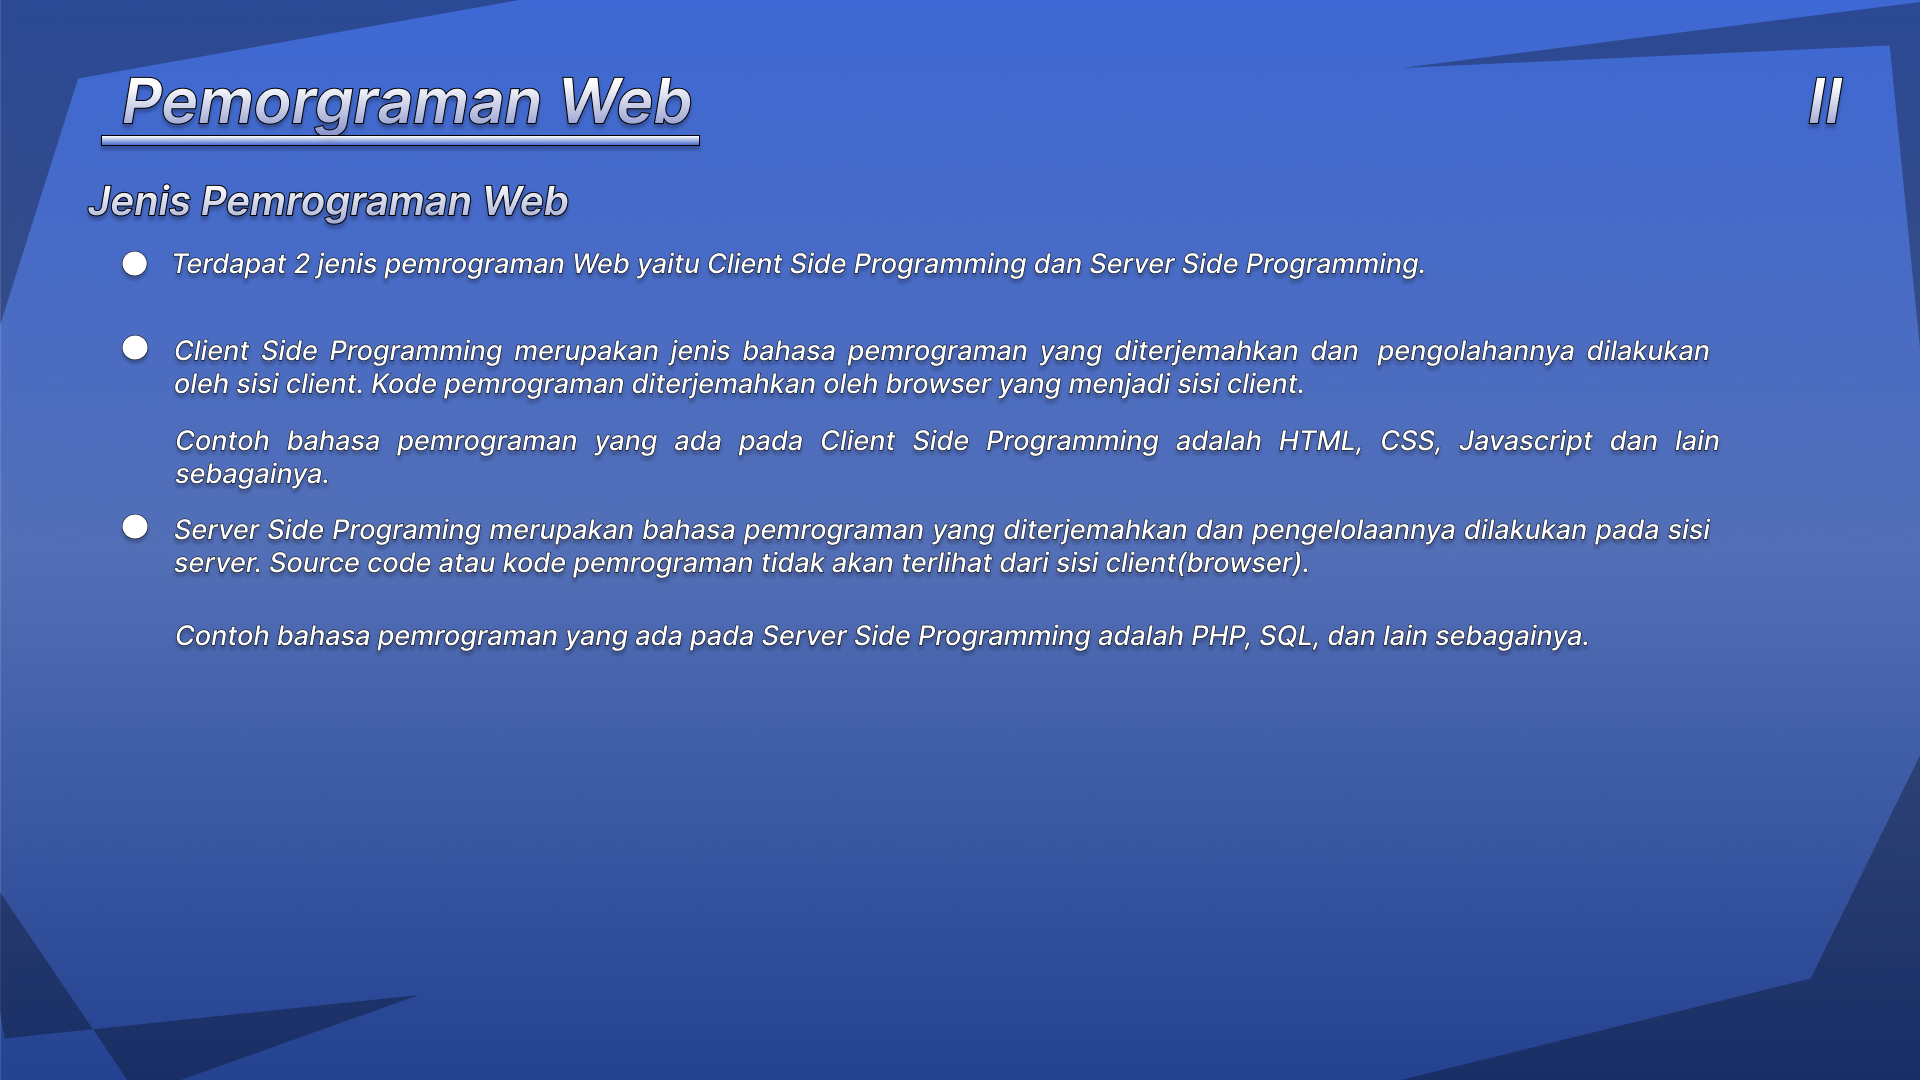 Pemorgraman Web
II
Jenis Pemrograman Web
Terdapat 2 jenis pemrograman Web yaitu Client Side Programming dan Server Side Programming.
Client Side Programming merupakan jenis bahasa pemrograman yang diterjemahkan dan pengolahannya dilakukan
oleh sisi client. Kode pemrograman diterjemahkan oleh browser yang menjadi sisi client.
Contoh bahasa pemrograman yang ada pada Client Side Programming adalah HTML, CSS, Javascript dan lain
sebagainya.
Server Side Programing merupakan bahasa pemrograman yang diterjemahkan dan pengelolaannya dilakukan pada sisi
server. Source code atau kode pemrograman tidak akan terlihat dari sisi client(browser).
Contoh bahasa pemrograman yang ada pada Server Side Programming adalah PHP, SQL, dan lain sebagainya.